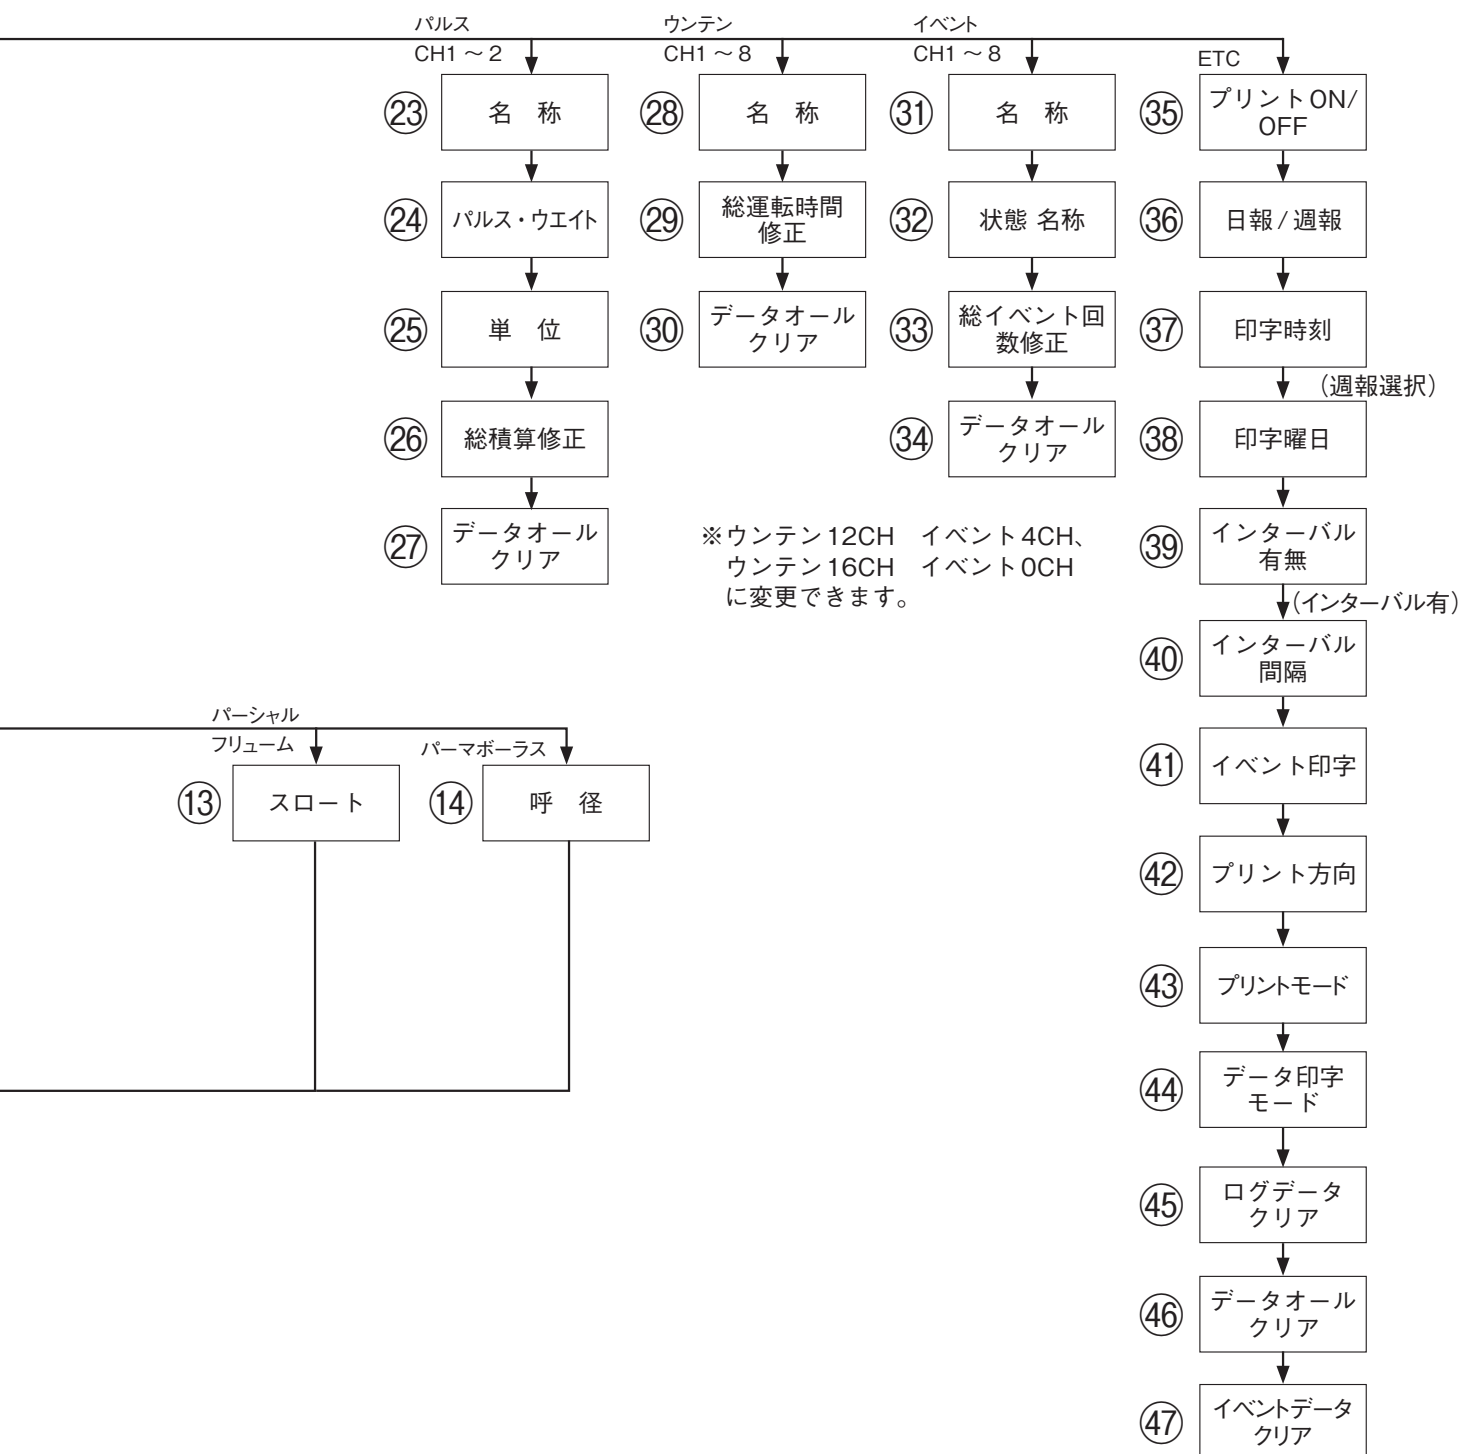 パルス
CH1 ～ 2
㉓
名　称
㉔
パルス・ウエイト
㉕
単　位
㉖
総積算修正
㉗
データオール
クリア
ウンテン
CH1 ～ 8
㉘
名　称
㉙
総運転時間
修正
㉚
データオール
クリア
イベント
CH1 ～ 8
㉛
名　称
㉜
状態 名称
㉝
総イベント回
数修正
㉞
データオール
クリア
※ウンテン12CH　イベント4CH、
ウンテン16CH　イベント0CH
に変更できます。
ETC
㉟
プリントON/
OFF
㊱
日報 / 週報
㊲
印字時刻
（週報選択）
㊳
印字曜日
㊴
インターバル
有無
（インターバル有）
㊵
インターバル
間隔
㊶
イベント印字
㊷
プリント方向
㊸
プリントモード
㊹
データ印字
モード
㊺
ログデータ
クリア
㊻
データオール
クリア
㊼
イベントデータ
クリア
パーシャル
フリューム
⑬
スロート
パーマボーラス
⑭
呼　径